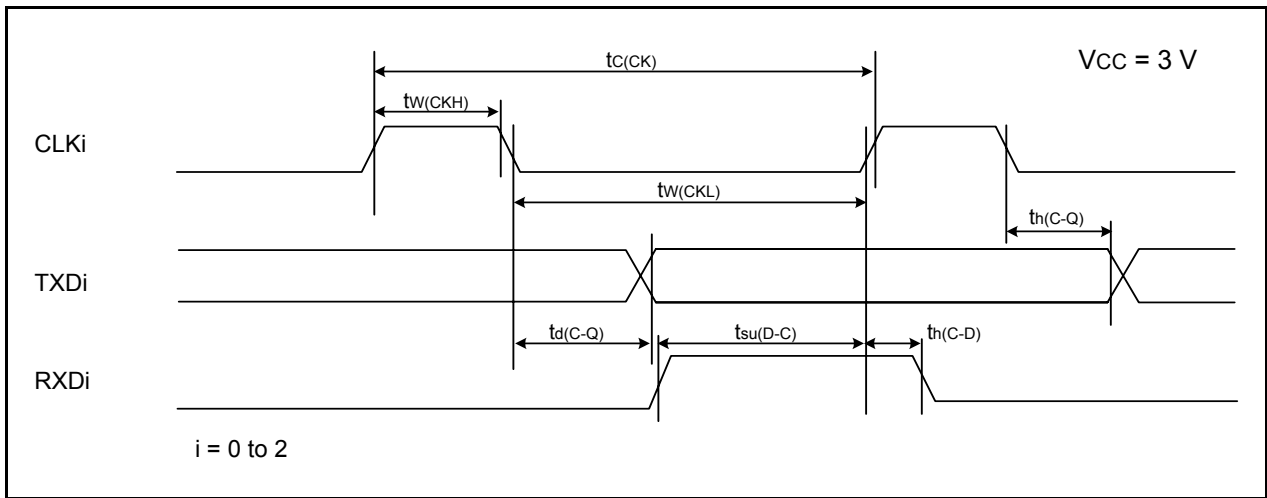 tC(CK)
VCC = 3 V
tW(CKH)
CLKi
tW(CKL)
th(C-Q)
TXDi
td(C-Q)
tsu(D-C)
th(C-D)
RXDi
i = 0 to 2